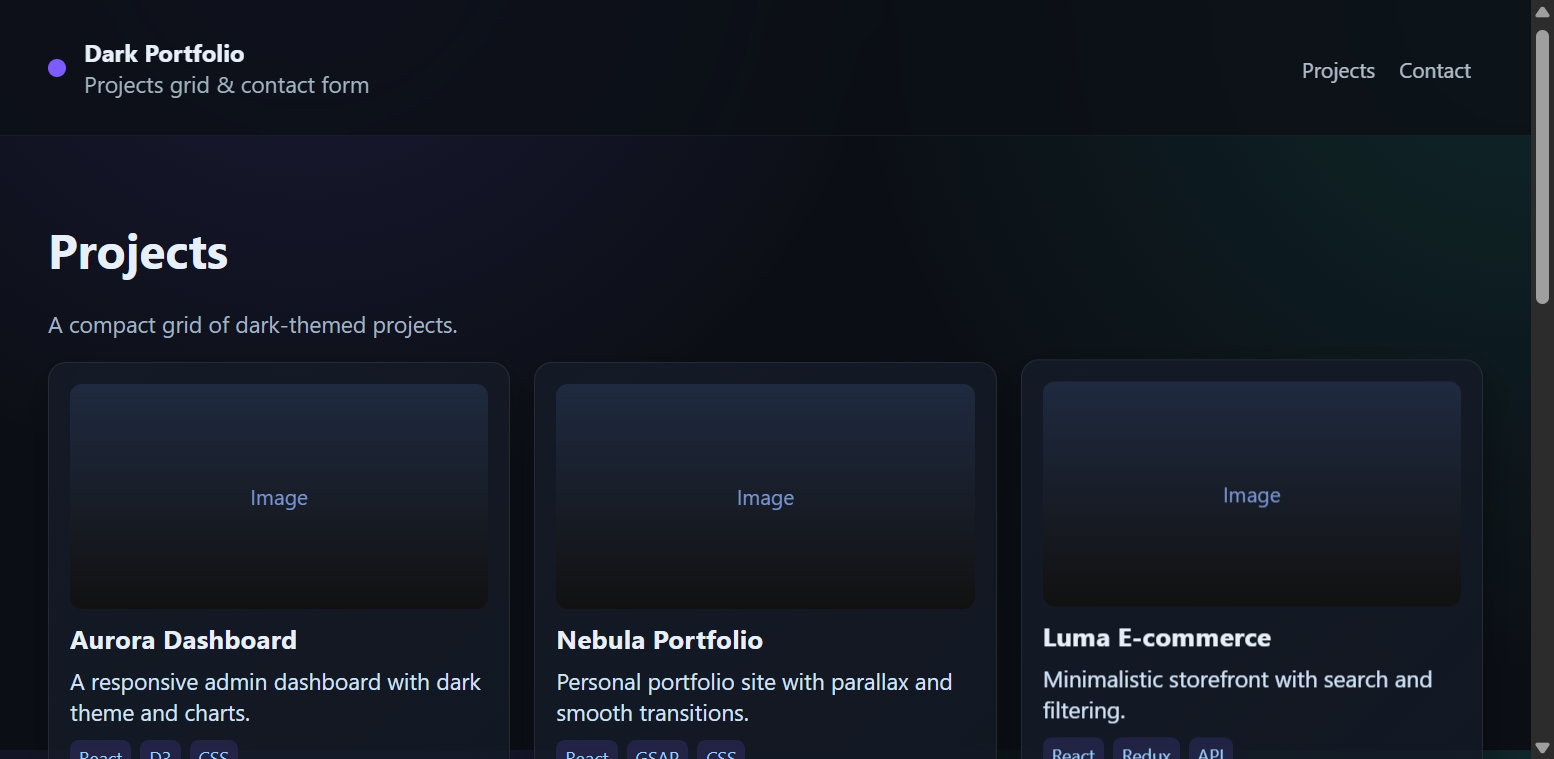 Dark Portfolio
Projects grid & contact form
Projects Contact
Projects
A compact grid of dark-themed projects.
Image
Aurora Dashboard
A responsive admin dashboard with dark
theme and charts.
React D3 CSS
Image
Nebula Portfolio
Personal portfolio site with parallax and
smooth transitions.
React GSAP CSS
Image
Luma E-commerce
Minimalistic storefront with search and
filtering.
React Redux API